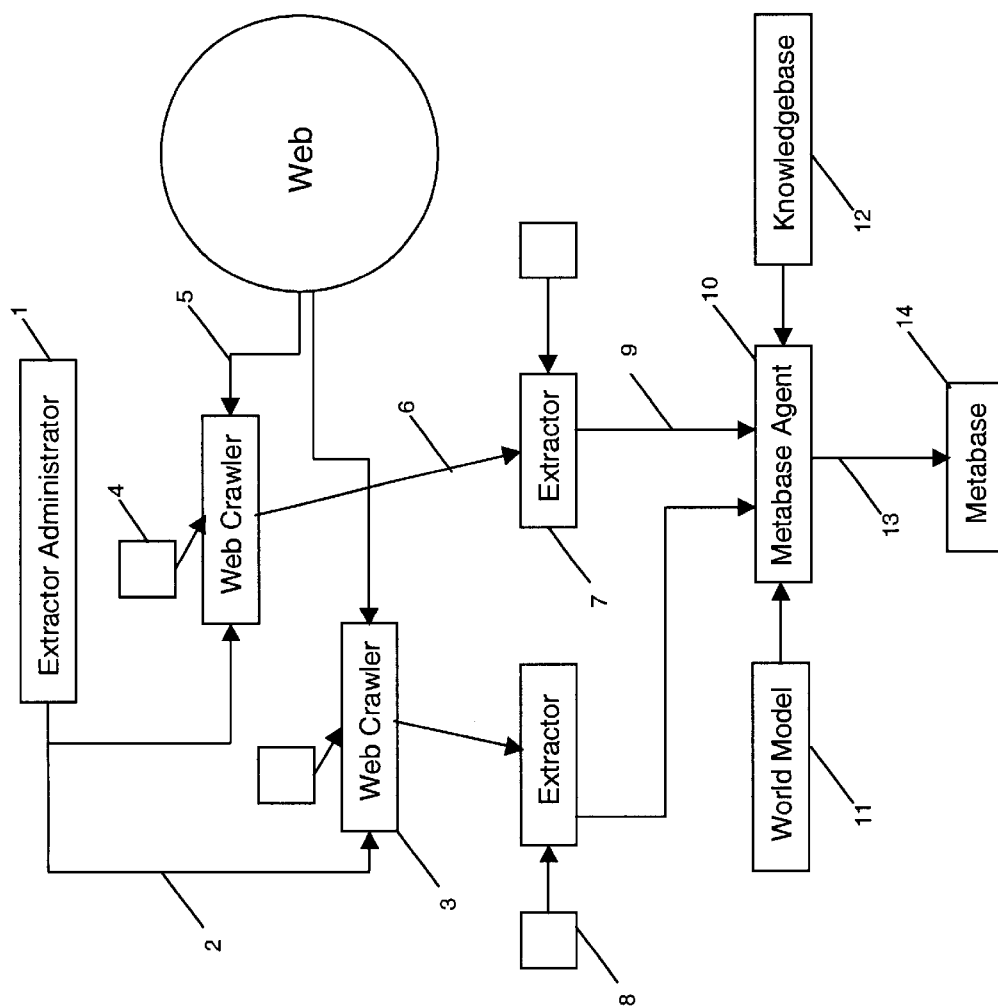 1
Extractor Administrator
Web
5
4
Web Crawler
2
Web Crawler
3
6
Extractor
7
9
Extractor
8
10
Metabase Agent
Knowledgebase
12
World Model
11
13
14
Metabase